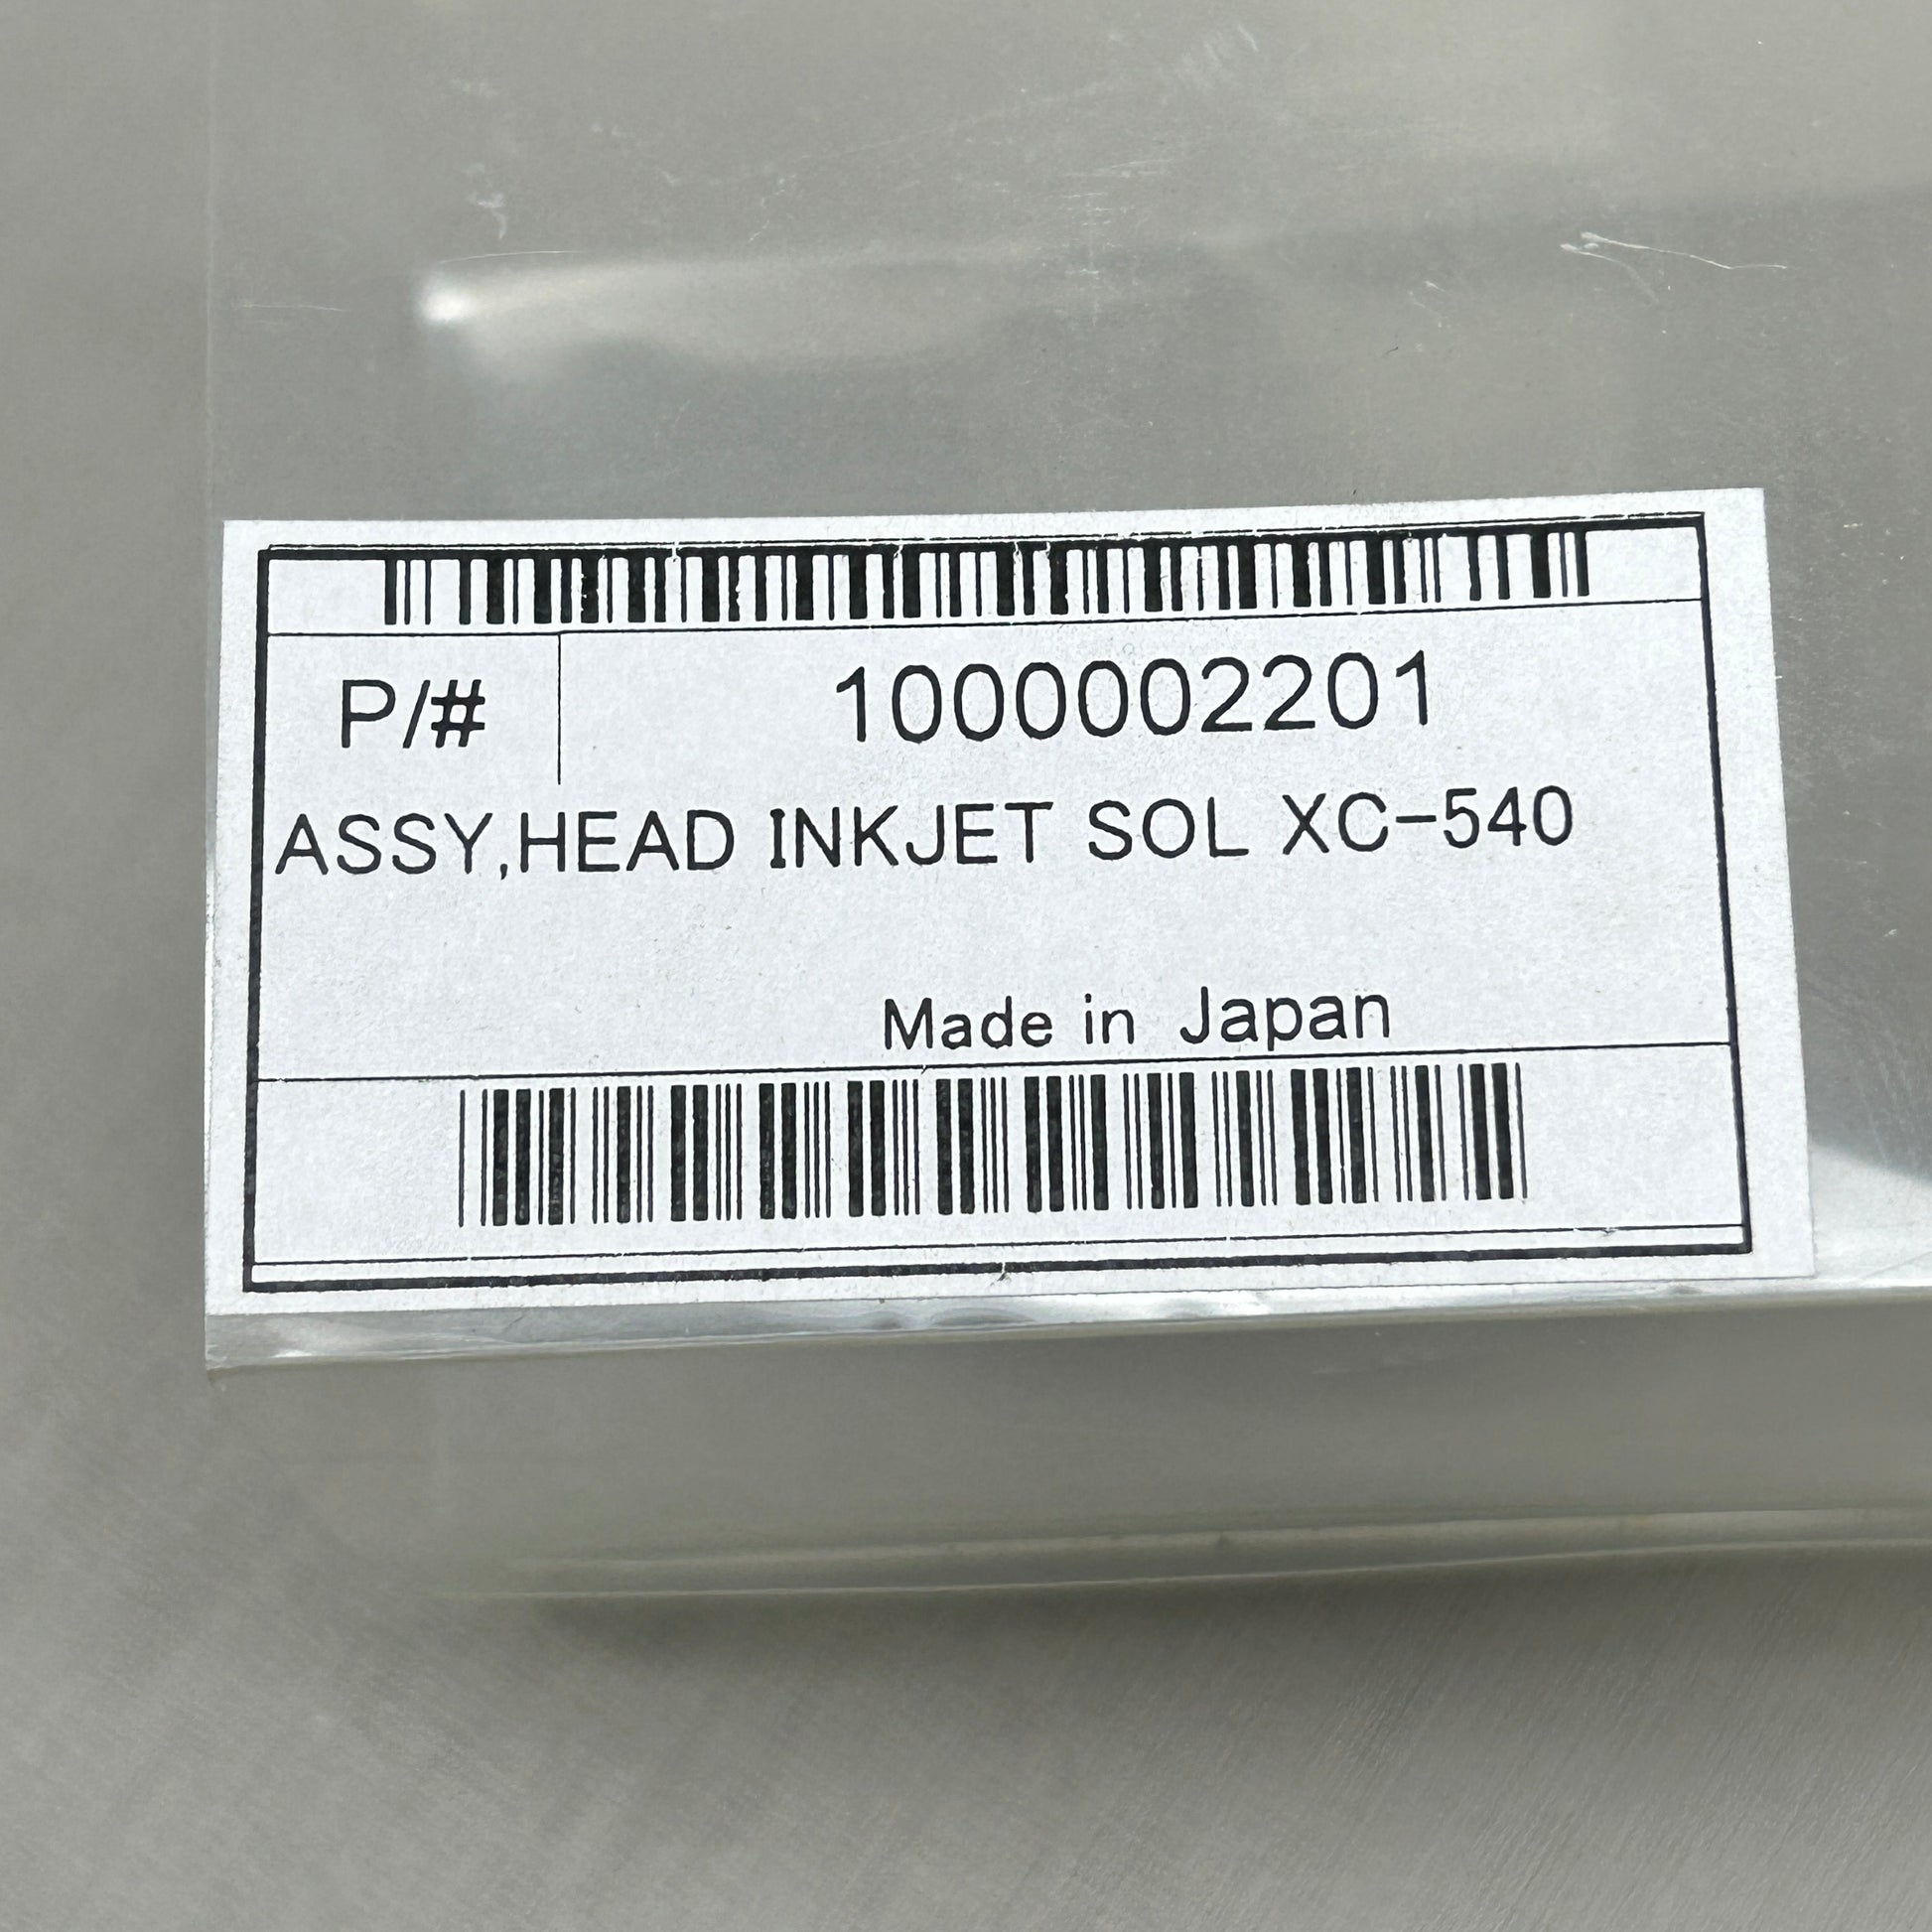 P/# 1000002201
ASSY,HEAD INKJET SOL XC-540
Made in Japan